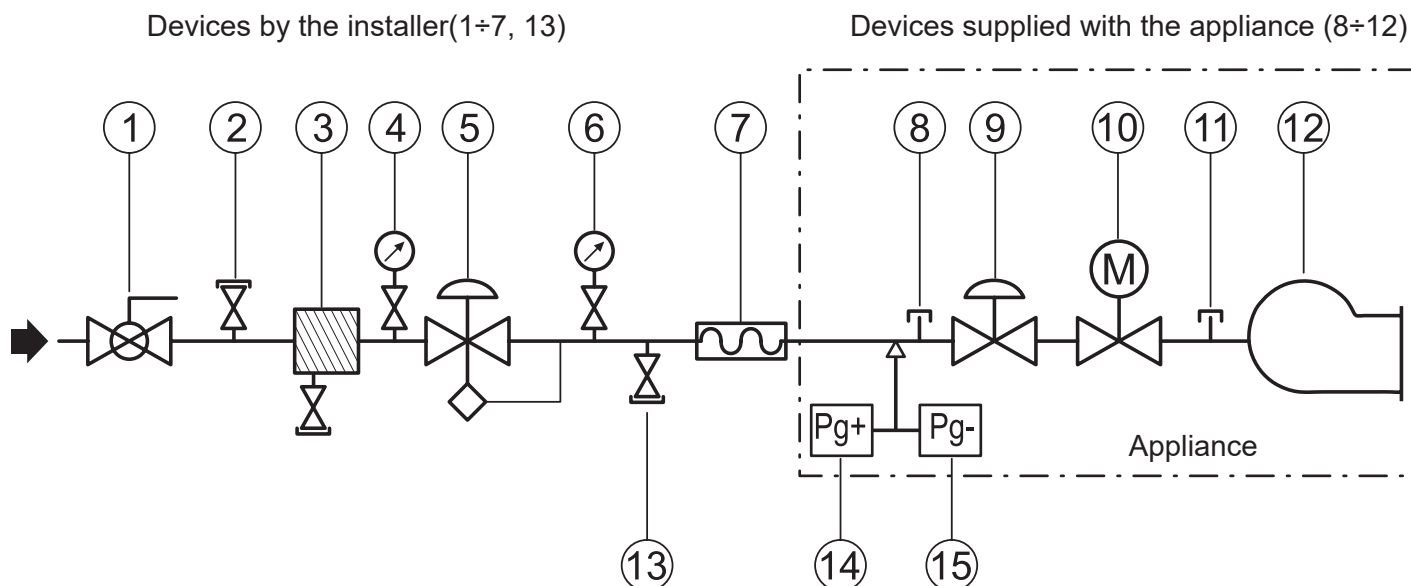 Devices by the installer(1÷7, 13)
Devices supplied with the appliance (8÷12)
1 2 3 4 5 6 7 8 9 10 11 12
M
Pg+ Pg-
Appliance
13 14 15